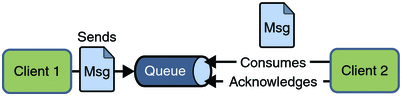 Msg
Sends
Client 1
Msg
Queue
Consumes
Acknowledges
Client 2